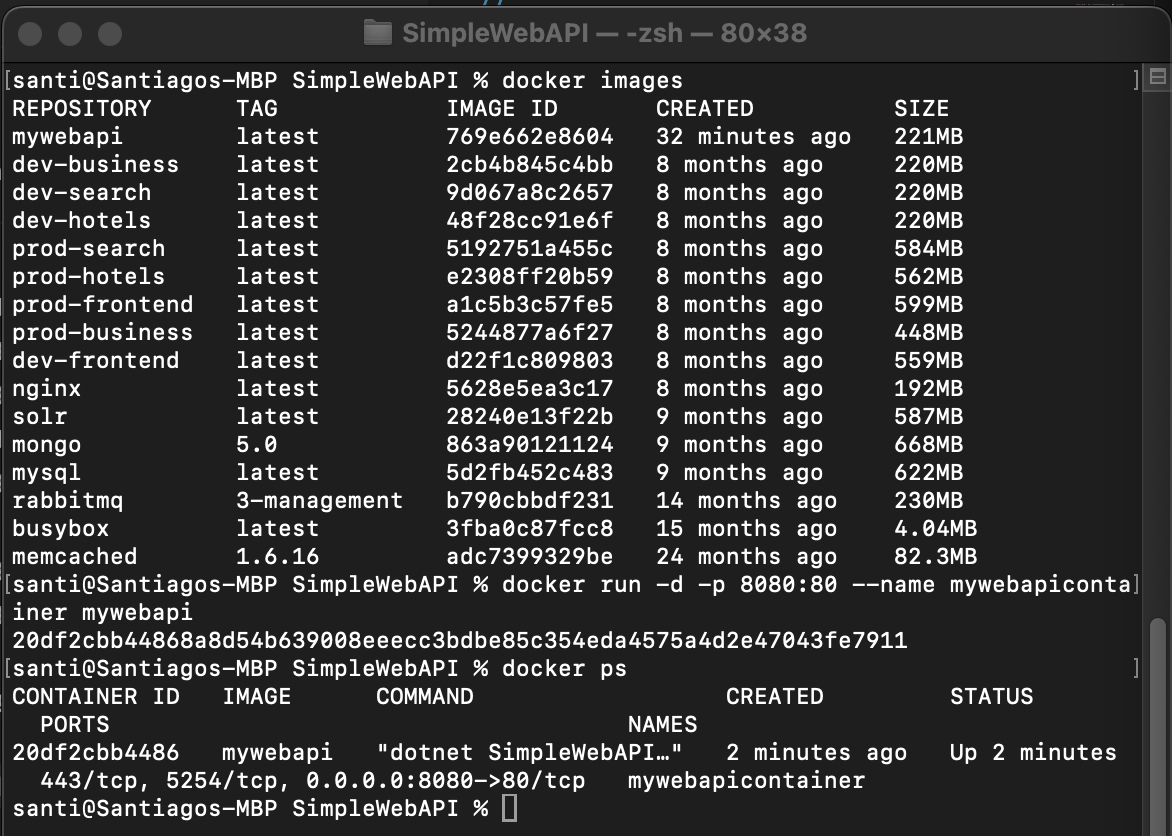 SimpleWebAPI — -zsh — 80×38
[santi@Santiagos-MBP SimpleWebAPI % docker images ]
REPOSITORY TAG IMAGE ID CREATED SIZE
mywebapi latest 769e662e8604 32 minutes ago 221MB
dev-business latest 2cb4b845c4bb 8 months ago 220MB
dev-search latest 9d067a8c2657 8 months ago 220MB
dev-hotels latest 48f28cc91e6f 8 months ago 220MB
prod-search latest 5192751a455c 8 months ago 584MB
prod-hotels latest e2308ff20b59 8 months ago 562MB
prod-frontend latest a1c5b3c57fe5 8 months ago 599MB
prod-business latest 5244877a6f27 8 months ago 448MB
dev-frontend latest d22f1c809803 8 months ago 559MB
nginx latest 5628e5ea3c17 8 months ago 192MB
solr latest 28240e13f22b 9 months ago 587MB
mongo 5.0 863a90121124 9 months ago 668MB
mysql latest 5d2fb452c483 9 months ago 622MB
rabbitmq 3-management b790cbbdf231 14 months ago 230MB
busybox latest 3fba0c87fcc8 15 months ago 4.04MB
memcached 1.6.16 adc7399329be 24 months ago 82.3MB
[santi@Santiagos-MBP SimpleWebAPI % docker run -d -p 8080:80 --name mywebapiconta]
iner mywebapi
20df2cbb44868a8d54b639008eeecc3bdbe85c354eda4575a4d2e47043fe7911
[santi@Santiagos-MBP SimpleWebAPI % docker ps ]
CONTAINER ID IMAGE COMMAND CREATED STATUS
PORTS NAMES
20df2cbb4486 mywebapi "dotnet SimpleWebAPI…" 2 minutes ago Up 2 minutes
443/tcp, 5254/tcp, 0.0.0.0:8080->80/tcp mywebapicontainer
santi@Santiagos-MBP SimpleWebAPI %